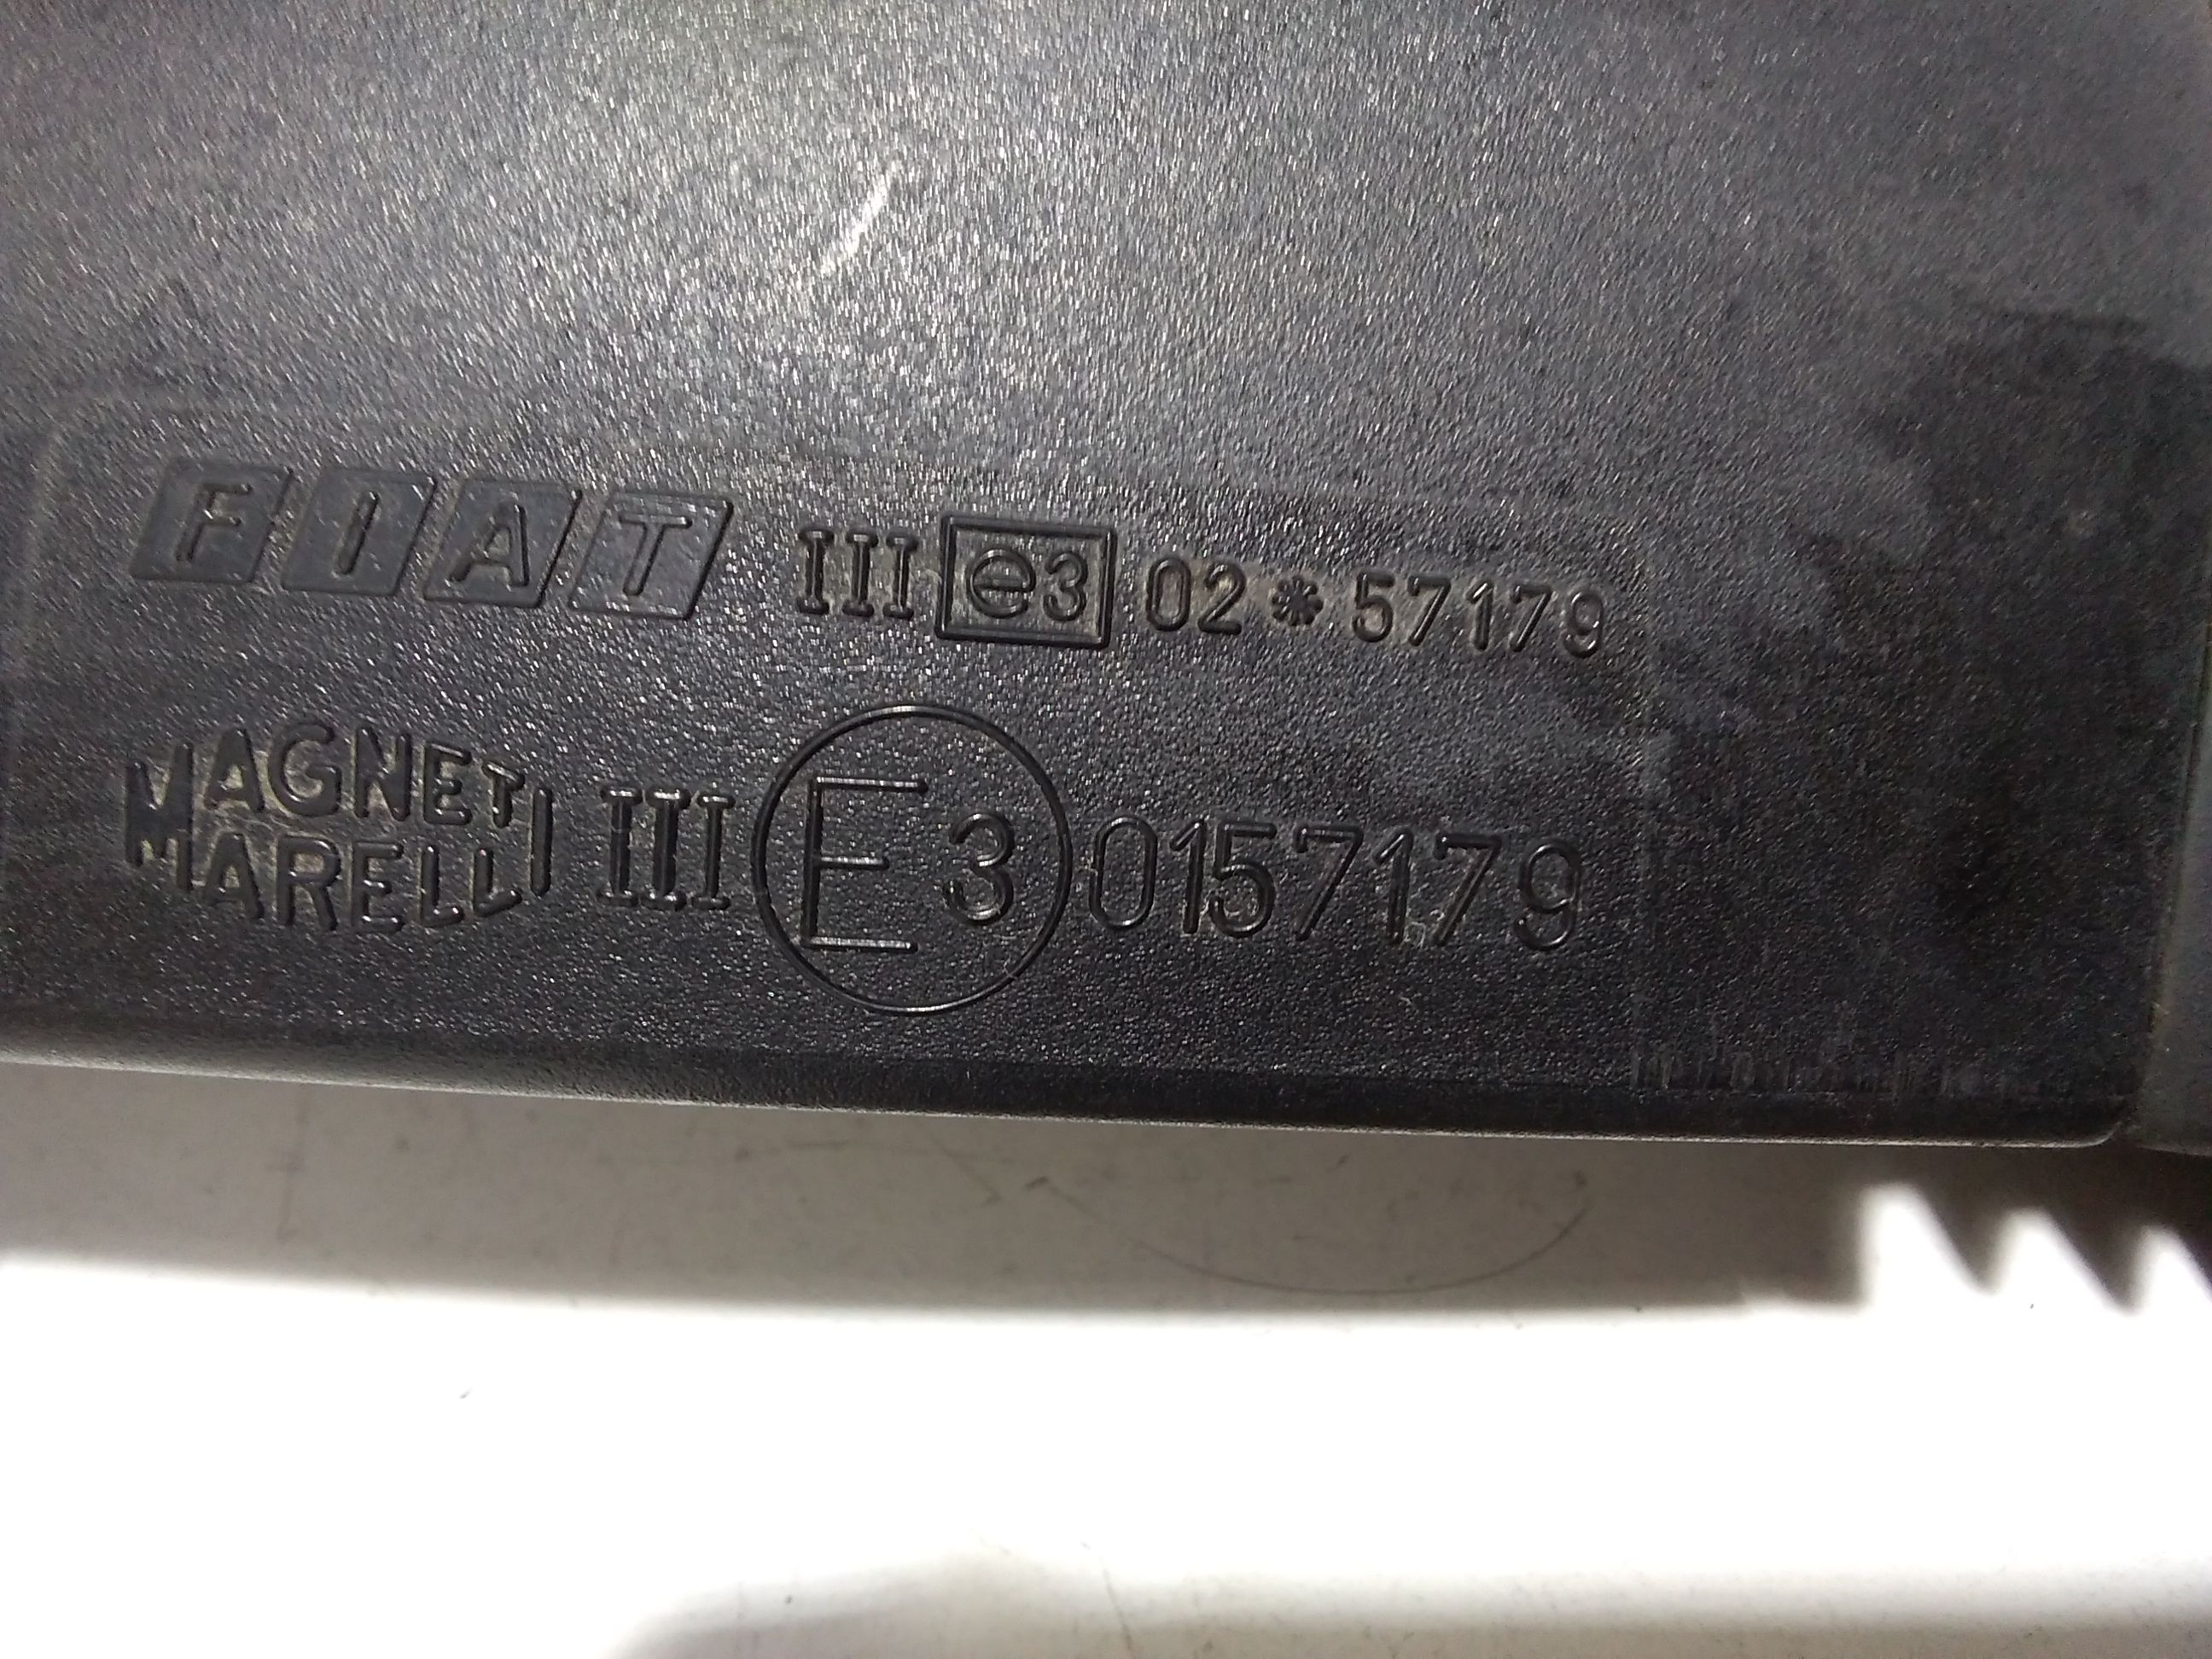 FIAT III e3 02*57179
MAGNETI
MARELLI III E3 0157179